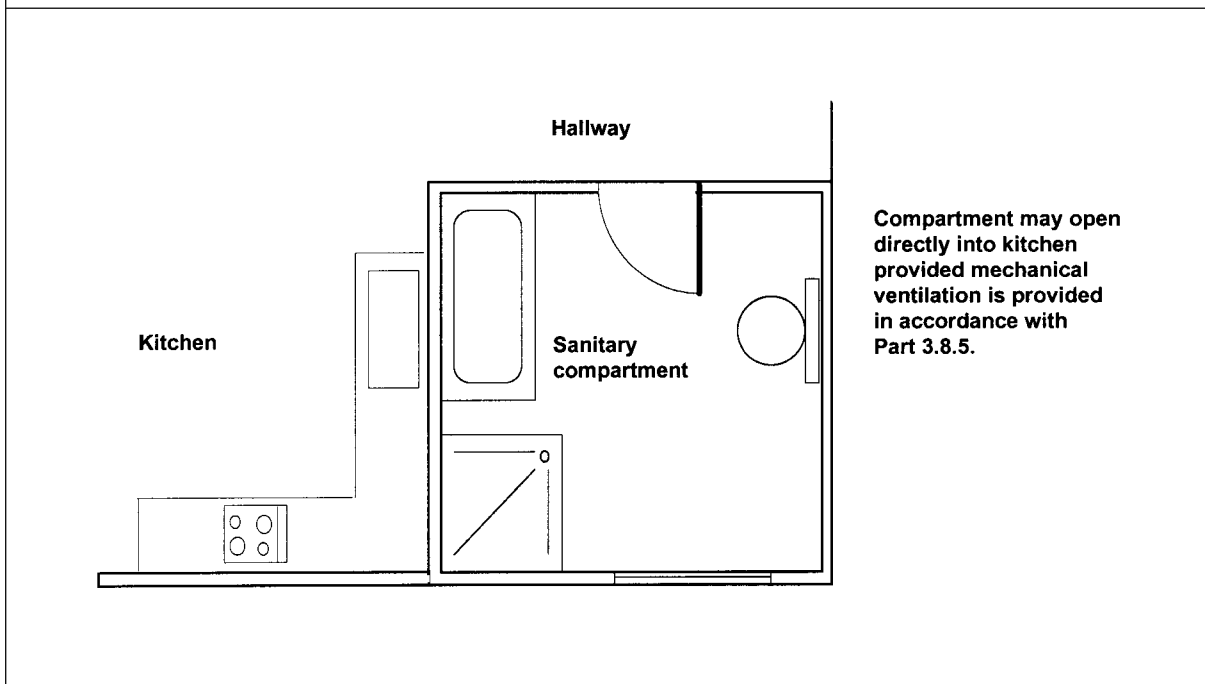 Hallway
Kitchen
Sanitary
compartment
Compartment may open
directly into kitchen
provided mechanical
ventilation is provided
in accordance with
Part 3.8.5.